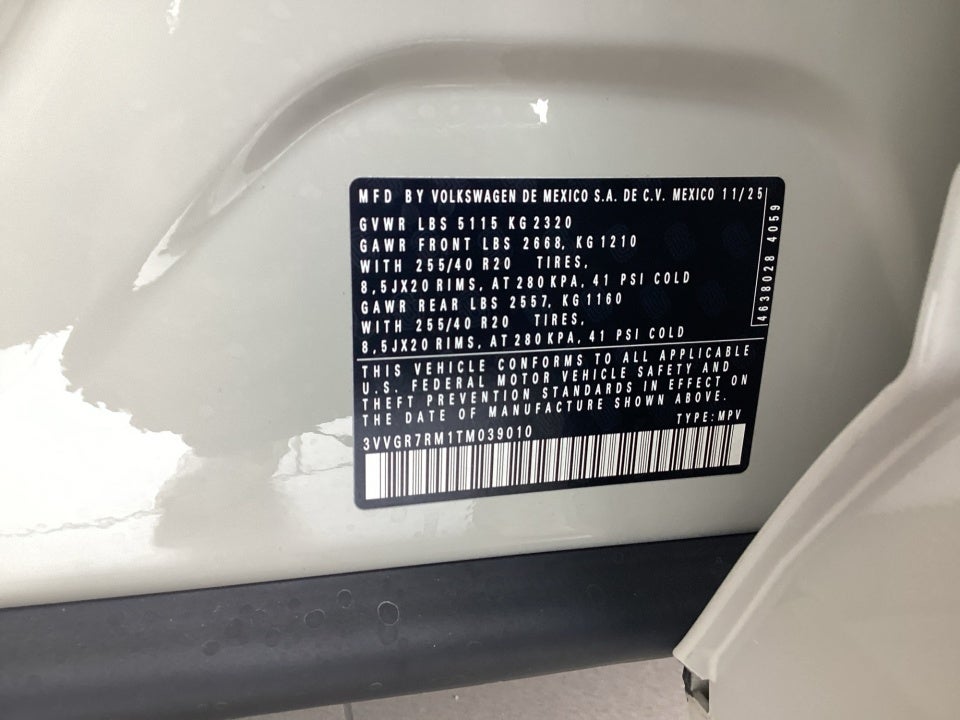 MFD BY VOLKSWAGEN DE MEXICO S.A. DE C.V. MEXICO 11/25
GVWR LBS 5115 KG 2320
GAWR FRONT LBS 2668, KG 1210
WITH 255/40 R20 TIRES,
8,5JX20 RIMS, AT 280 KPA, 41 PSI COLD
GAWR REAR LBS 2557, KG 1160
WITH 255/40 R20 TIRES,
8,5JX20 RIMS, AT 280 KPA, 41 PSI COLD
4638028 4059
THIS VEHICLE CONFORMS TO ALL APPLICABLE
U.S. FEDERAL MOTOR VEHICLE SAFETY AND
THEFT PREVENTION STANDARDS IN EFFECT ON
THE DATE OF MANUFACTURE SHOWN ABOVE.
TYPE: MPV
3VVGR7RM1TM039010